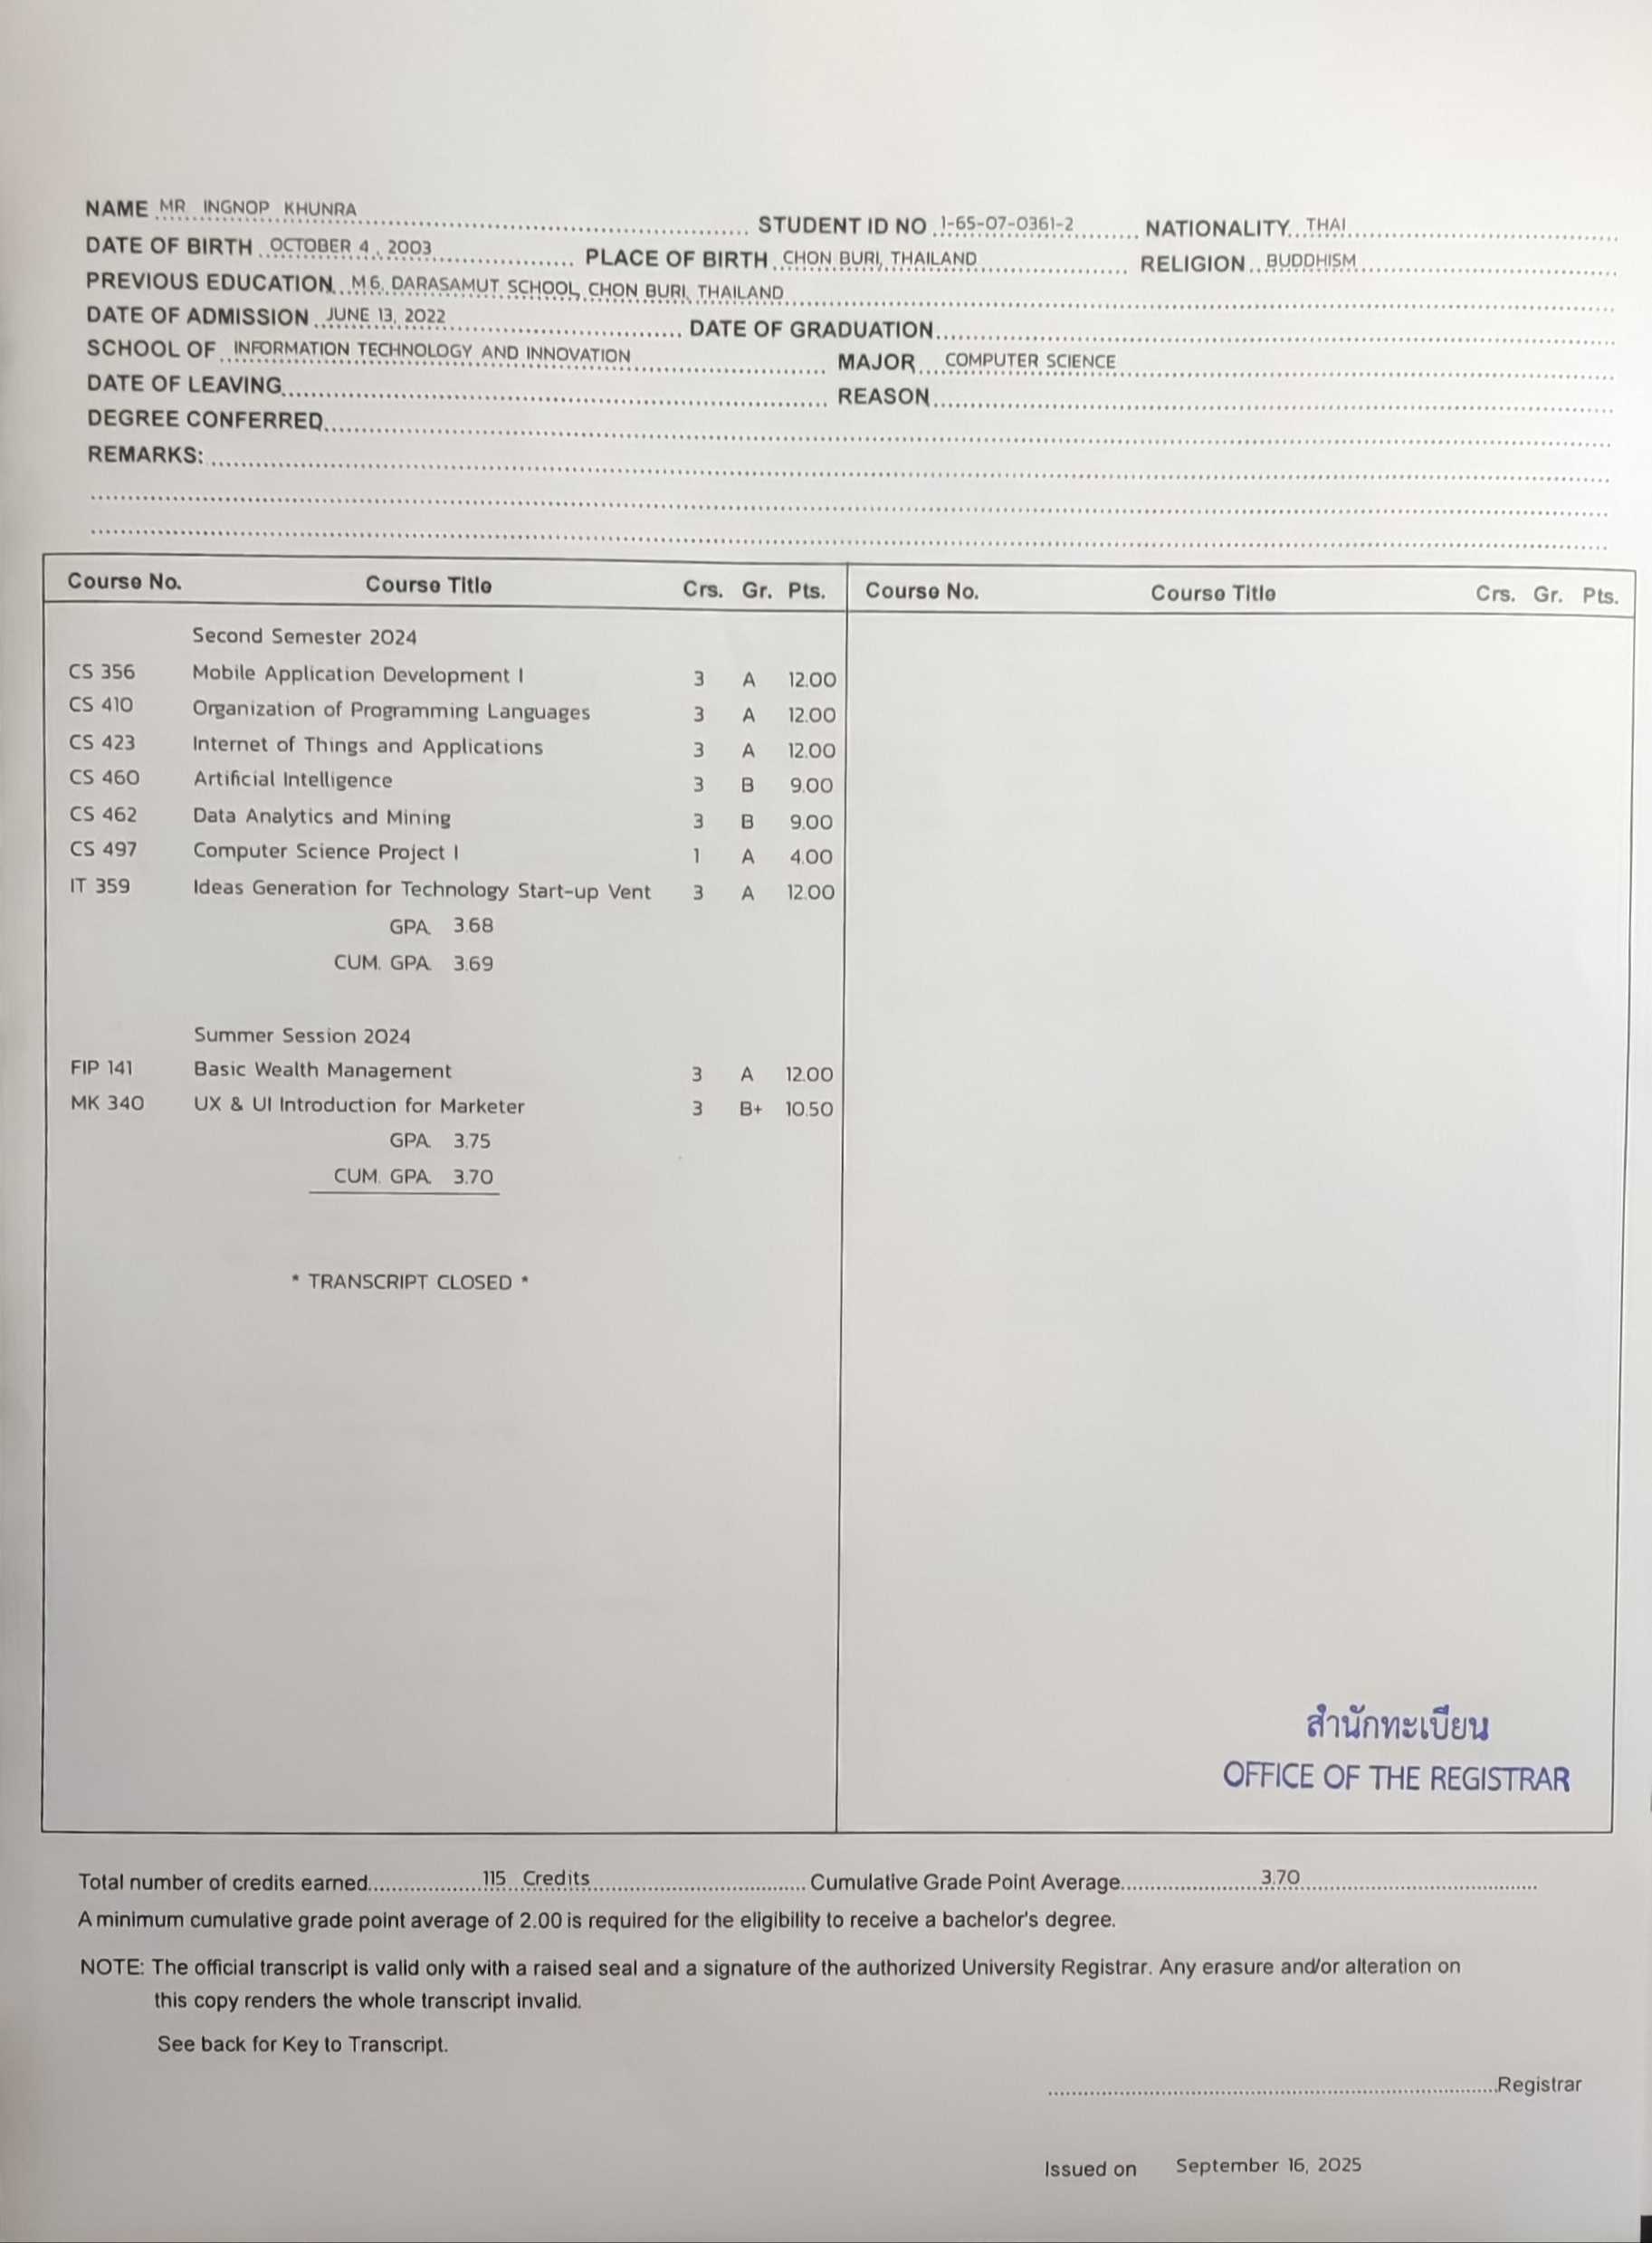 NAME MR. INGNOP KHUNRA STUDENT ID NO 1-65-07-0361-2 NATIONALITY THAI
DATE OF BIRTH OCTOBER 4, 2003 PLACE OF BIRTH CHON BURI, THAILAND RELIGION BUDDHISM
PREVIOUS EDUCATION M.6, DARASAMUT SCHOOL, CHON BURI, THAILAND
DATE OF ADMISSION JUNE 13, 2022 DATE OF GRADUATION
SCHOOL OF INFORMATION TECHNOLOGY AND INNOVATION MAJOR COMPUTER SCIENCE
DATE OF LEAVING REASON
DEGREE CONFERRED
REMARKS:
Course No. Course Title Crs. Gr. Pts. Course No. Course Title Crs. Gr. Pts.
Second Semester 2024
CS 356 Mobile Application Development I 3 A 12.00
CS 410 Organization of Programming Languages 3 A 12.00
CS 423 Internet of Things and Applications 3 A 12.00
CS 460 Artificial Intelligence 3 B 9.00
CS 462 Data Analytics and Mining 3 B 9.00
CS 497 Computer Science Project I 1 A 4.00
IT 359 Ideas Generation for Technology Start-up Vent 3 A 12.00
GPA. 3.68
CUM. GPA. 3.69
Summer Session 2024
FIP 141 Basic Wealth Management 3 A 12.00
MK 340 UX & UI Introduction for Marketer 3 B+ 10.50
GPA. 3.75
CUM. GPA. 3.70
* TRANSCRIPT CLOSED *
สำนักทะเบียน
OFFICE OF THE REGISTRAR
Total number of credits earned 115 Credits Cumulative Grade Point Average 3.70
A minimum cumulative grade point average of 2.00 is required for the eligibility to receive a bachelor's degree.
NOTE: The official transcript is valid only with a raised seal and a signature of the authorized University Registrar. Any erasure and/or alteration on
this copy renders the whole transcript invalid.
See back for Key to Transcript.
Registrar
Issued on September 16, 2025